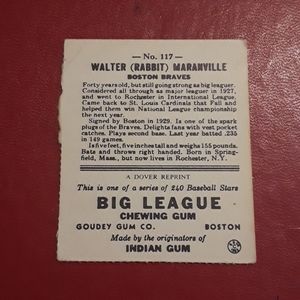 — No. 117 —
WALTER (RABBIT) MARANVILLE
BOSTON BRAVES
Forty years old, but still going strong as big leaguer.
Considered all through as major league in 1927,
and went to Rochester in International League.
Came back to St. Louis Cardinals that Fall and
helped them win National League championship
the next year.
Signed by Boston in 1929. Is one of the spark
plugs of the Braves. Delights fans with vest pocket
catches. Plays second base. Last year batted .235
in 149 games.
Is five feet, five inches tall and weighs 155 pounds.
Bats and throws right handed. Born in Spring-
field, Mass., but now lives in Rochester, N.Y.
A DOVER REPRINT
This is one of a series of 240 Baseball Stars
BIG LEAGUE
CHEWING GUM
GOUDEY GUM CO. BOSTON
Made by the originators of
INDIAN GUM